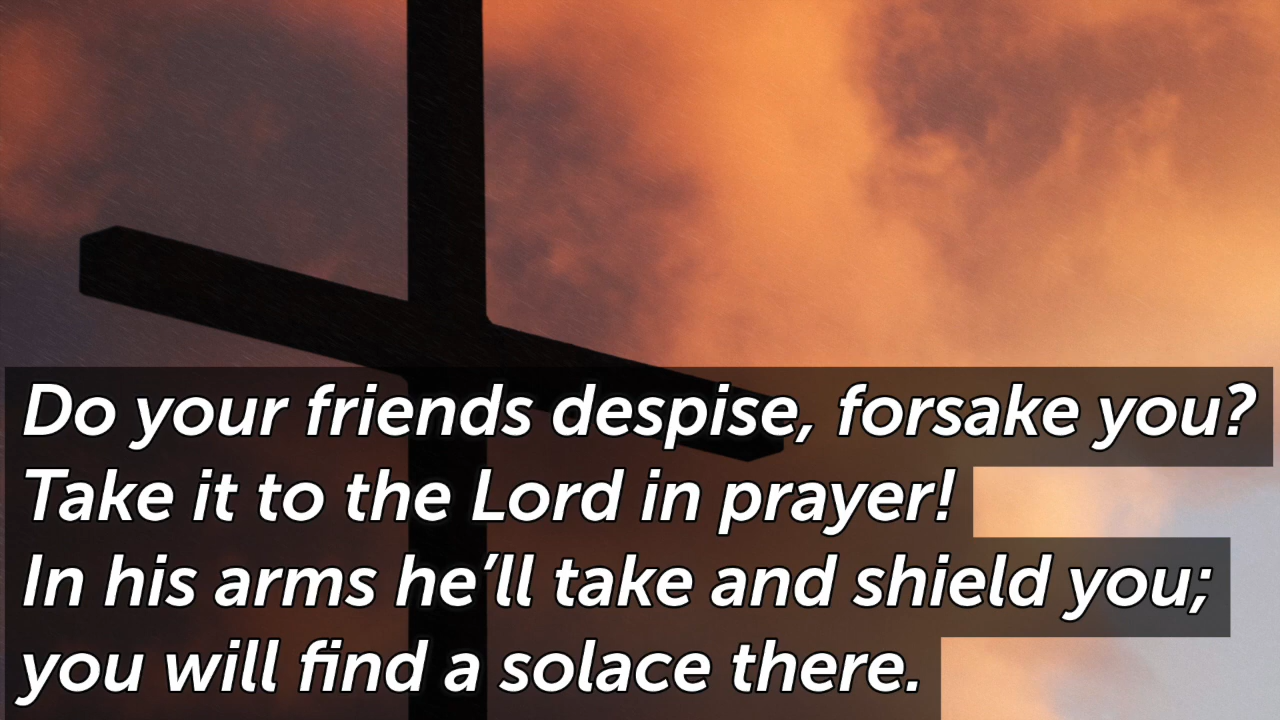 Do your friends despise, forsake you?
Take it to the Lord in prayer!
In his arms he’ll take and shield you;
you will find a solace there.